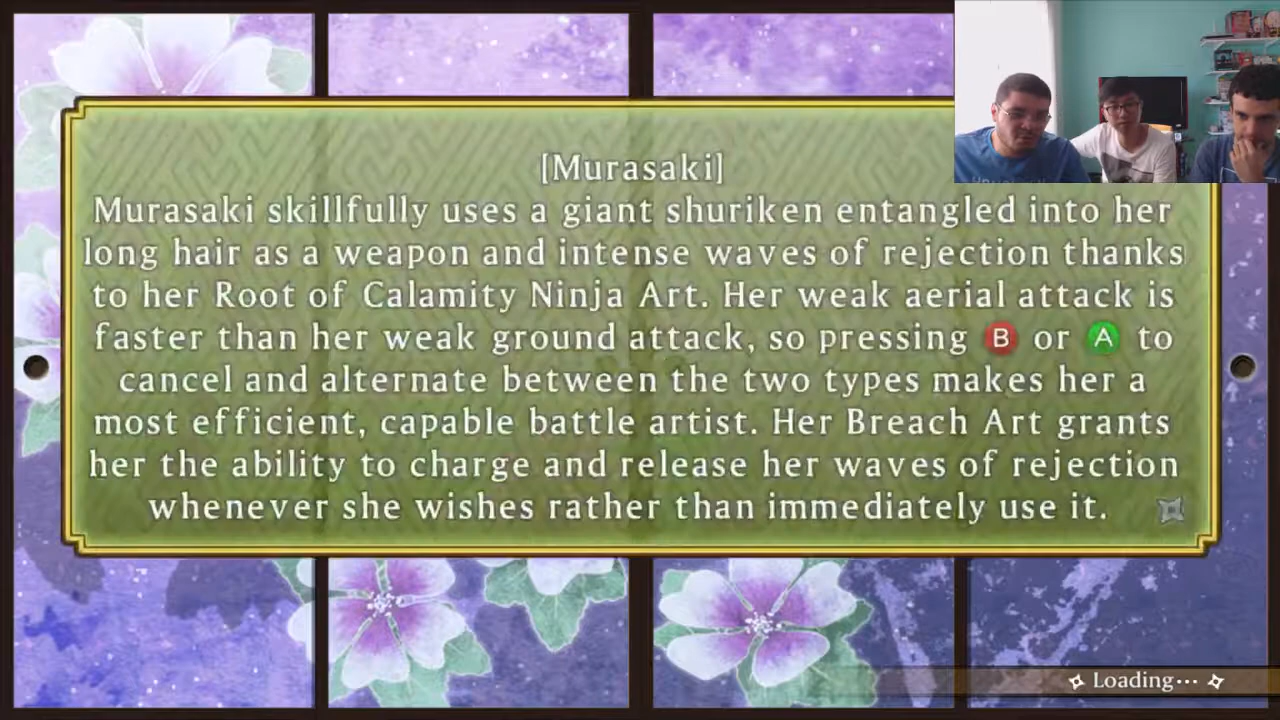 [Murasaki]
Murasaki skillfully uses a giant shuriken entangled into her
long hair as a weapon and intense waves of rejection thanks
to her Root of Calamity Ninja Art. Her weak aerial attack is
faster than her weak ground attack, so pressing B or A to
cancel and alternate between the two types makes her a
most efficient, capable battle artist. Her Breach Art grants
her the ability to charge and release her waves of rejection
whenever she wishes rather than immediately use it.
Loading...